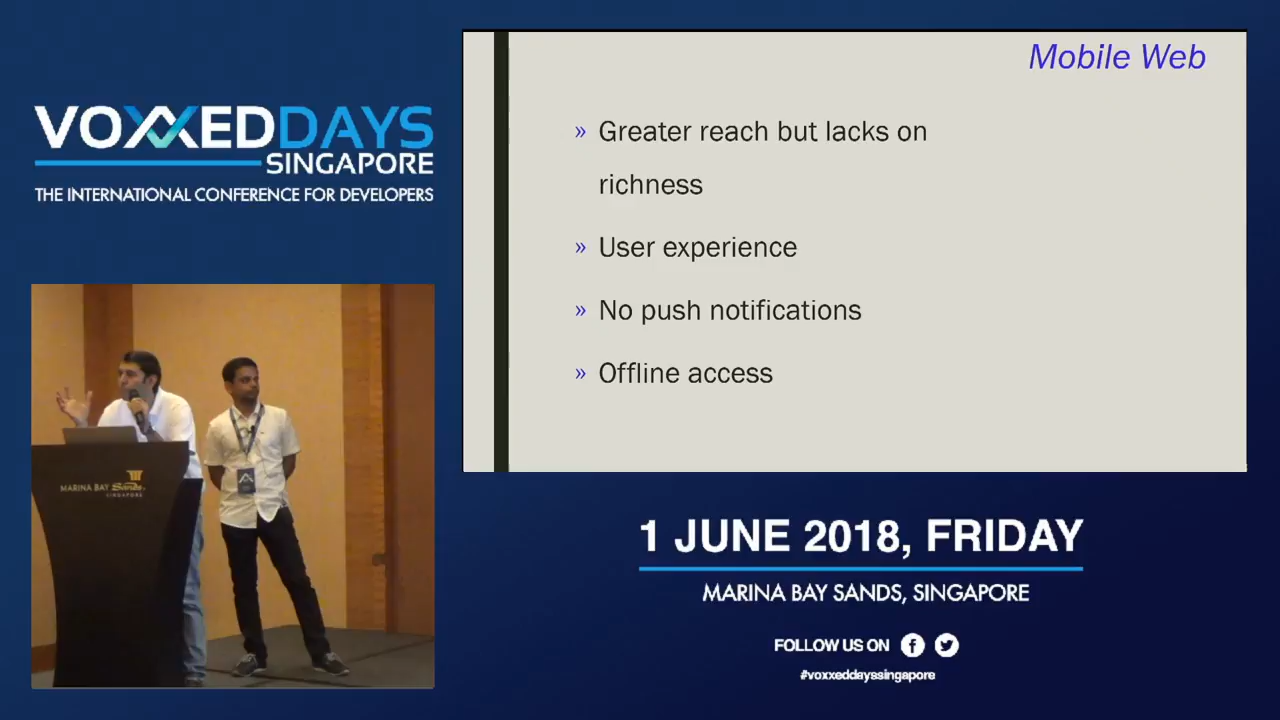 VOXXEDDAYS
SINGAPORE
THE INTERNATIONAL CONFERENCE FOR DEVELOPERS
Mobile Web
» Greater reach but lacks on
richness
» User experience
» No push notifications
» Offline access
MARINA BAY Sands
SINGAPORE
1 JUNE 2018, FRIDAY
MARINA BAY SANDS, SINGAPORE
FOLLOW US ON
#voxxeddayssingapore